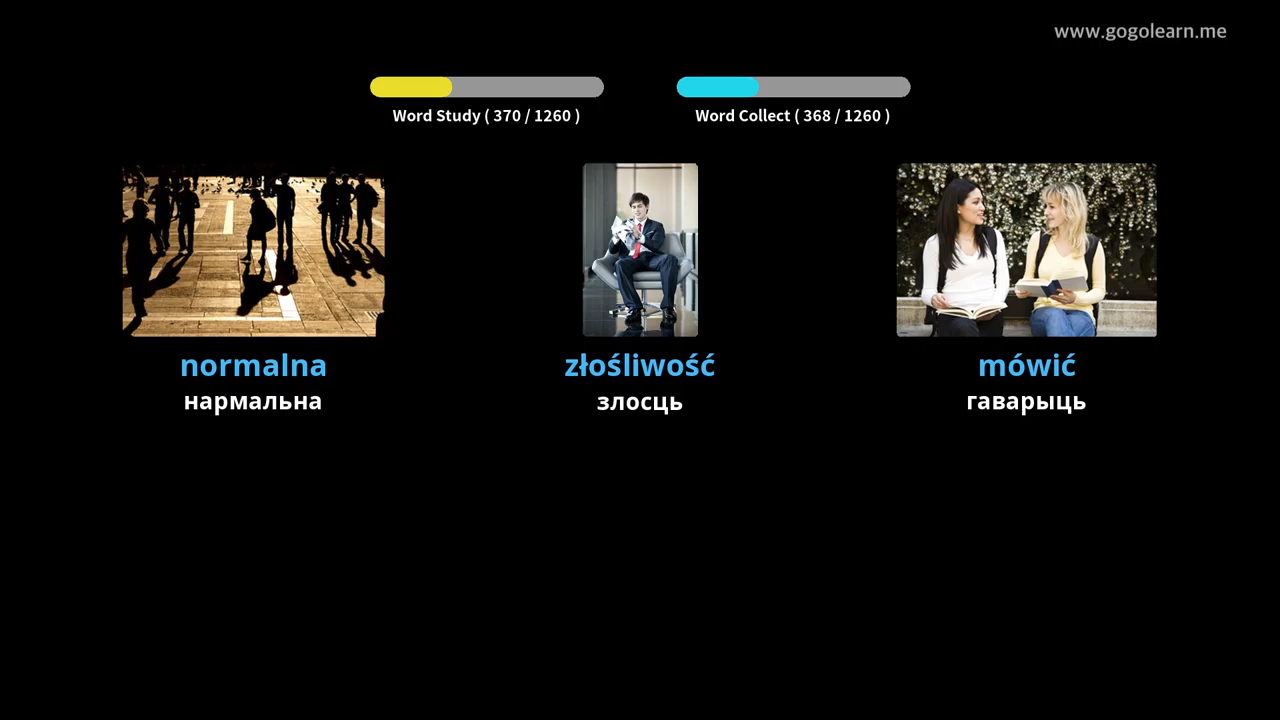 www.gogolearn.me
Word Study ( 370 / 1260 )
Word Collect ( 368 / 1260 )
normalna
złośliwość
mówić
нармальна
злосць
гаварыць